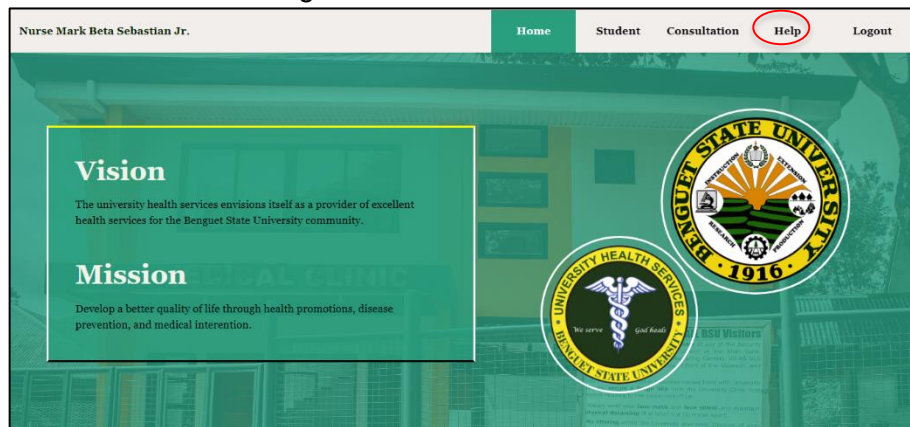 Nurse Mark Beta Sebastian Jr.
Home
Student
Consultation
Help
Logout
Vision
The university health services envisions itself as a provider of excellent
health services for the Benguet State University community.
Mission
Develop a better quality of life through health promotions, disease
prevention, and medical interention.
BENGUET STATE UNIVERSITY
INSTRUCTION
EXTENSION
RESEARCH
PRODUCTION
1916
UNIVERSITY HEALTH SERVICES
We serve
God heals
BENGUET STATE UNIVERSITY
BSU Visitors